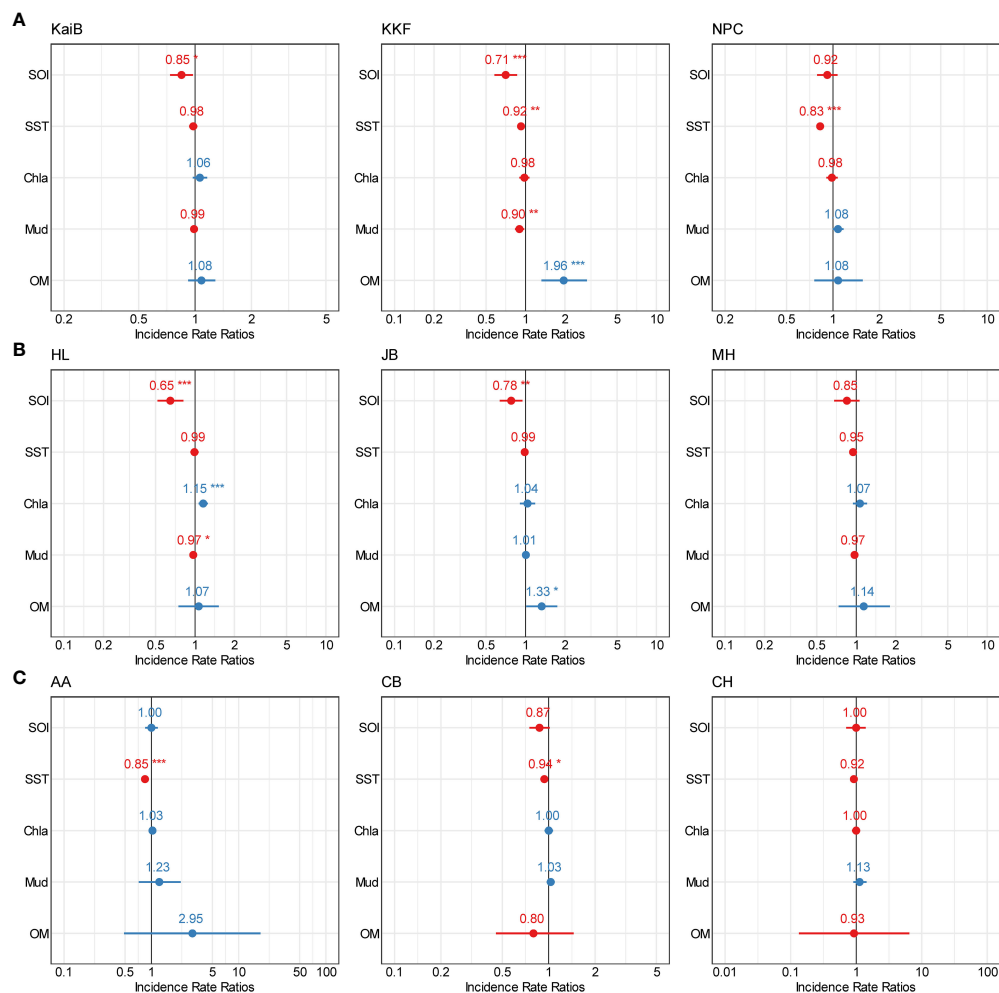 A
KaiB KKF NPC
0.85 * 0.71 *** 0.92
SOI SOI SOI
0.98 0.92 ** 0.83 ***
SST SST SST
1.06 0.98 0.98
Chla Chla Chla
0.99 0.90 ** 1.08
Mud Mud Mud
1.08 1.96 *** 1.08
OM OM OM
0.2 0.5 1 2 5 0.1 0.2 0.5 1 2 5 10 0.1 0.2 0.5 1 2 5 10
Incidence Rate Ratios Incidence Rate Ratios Incidence Rate Ratios
B
HL JB MH
0.65 *** 0.78 ** 0.85
SOI SOI SOI
0.99 0.99 0.95
SST SST SST
1.15 *** 1.04 1.07
Chla Chla Chla
0.97 * 1.01 0.97
Mud Mud Mud
1.07 1.33 * 1.14
OM OM OM
0.1 0.2 0.5 1 2 5 10 0.1 0.2 0.5 1 2 5 10 0.1 0.2 0.5 1 2 5 10
Incidence Rate Ratios Incidence Rate Ratios Incidence Rate Ratios
C
AA CB CH
1.00 0.87 1.00
SOI SOI SOI
0.85 *** 0.94 * 0.92
SST SST SST
1.03 1.00 1.00
Chla Chla Chla
1.23 1.03 1.13
Mud Mud Mud
2.95 0.80 0.93
OM OM OM
0.1 0.5 1 5 10 50 100 0.1 0.2 0.5 1 2 5 0.01 0.1 1 10 100
Incidence Rate Ratios Incidence Rate Ratios Incidence Rate Ratios